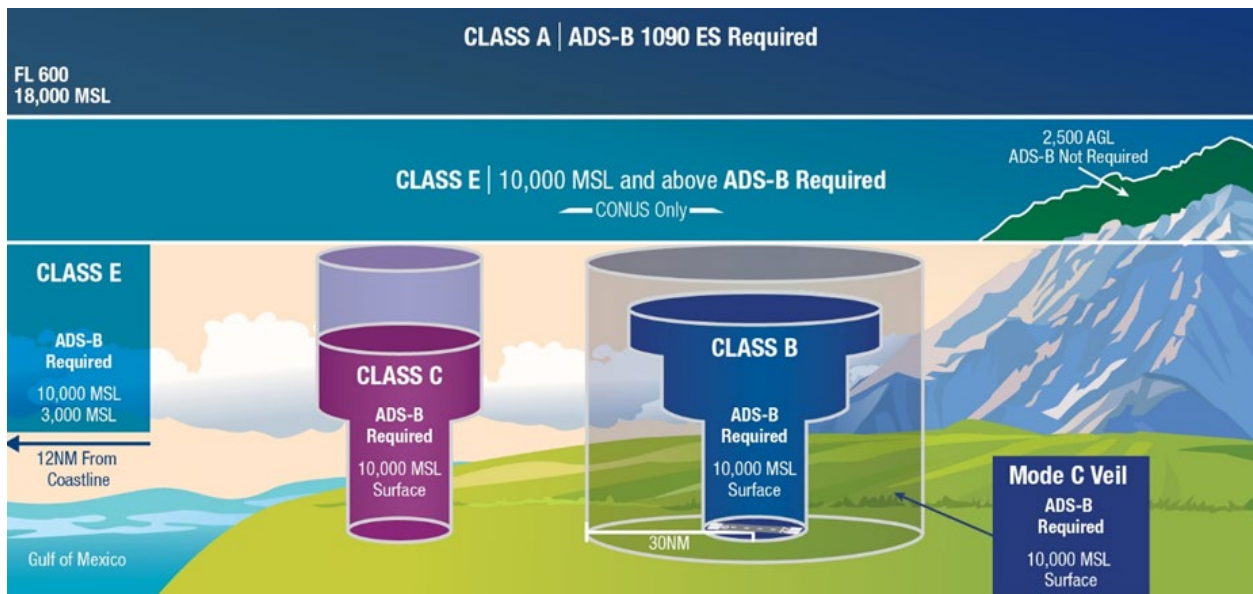 CLASS A | ADS-B 1090 ES Required
FL 600
18,000 MSL
2,500 AGL
ADS-B Not Required
CLASS E | 10,000 MSL and above ADS-B Required
CONUS Only
CLASS E
ADS-B
Required
10,000 MSL
3,000 MSL
12NM From
Coastline
Gulf of Mexico
CLASS C
ADS-B
Required
10,000 MSL
Surface
CLASS B
ADS-B
Required
10,000 MSL
Surface
30NM
Mode C Veil
ADS-B
Required
10,000 MSL
Surface